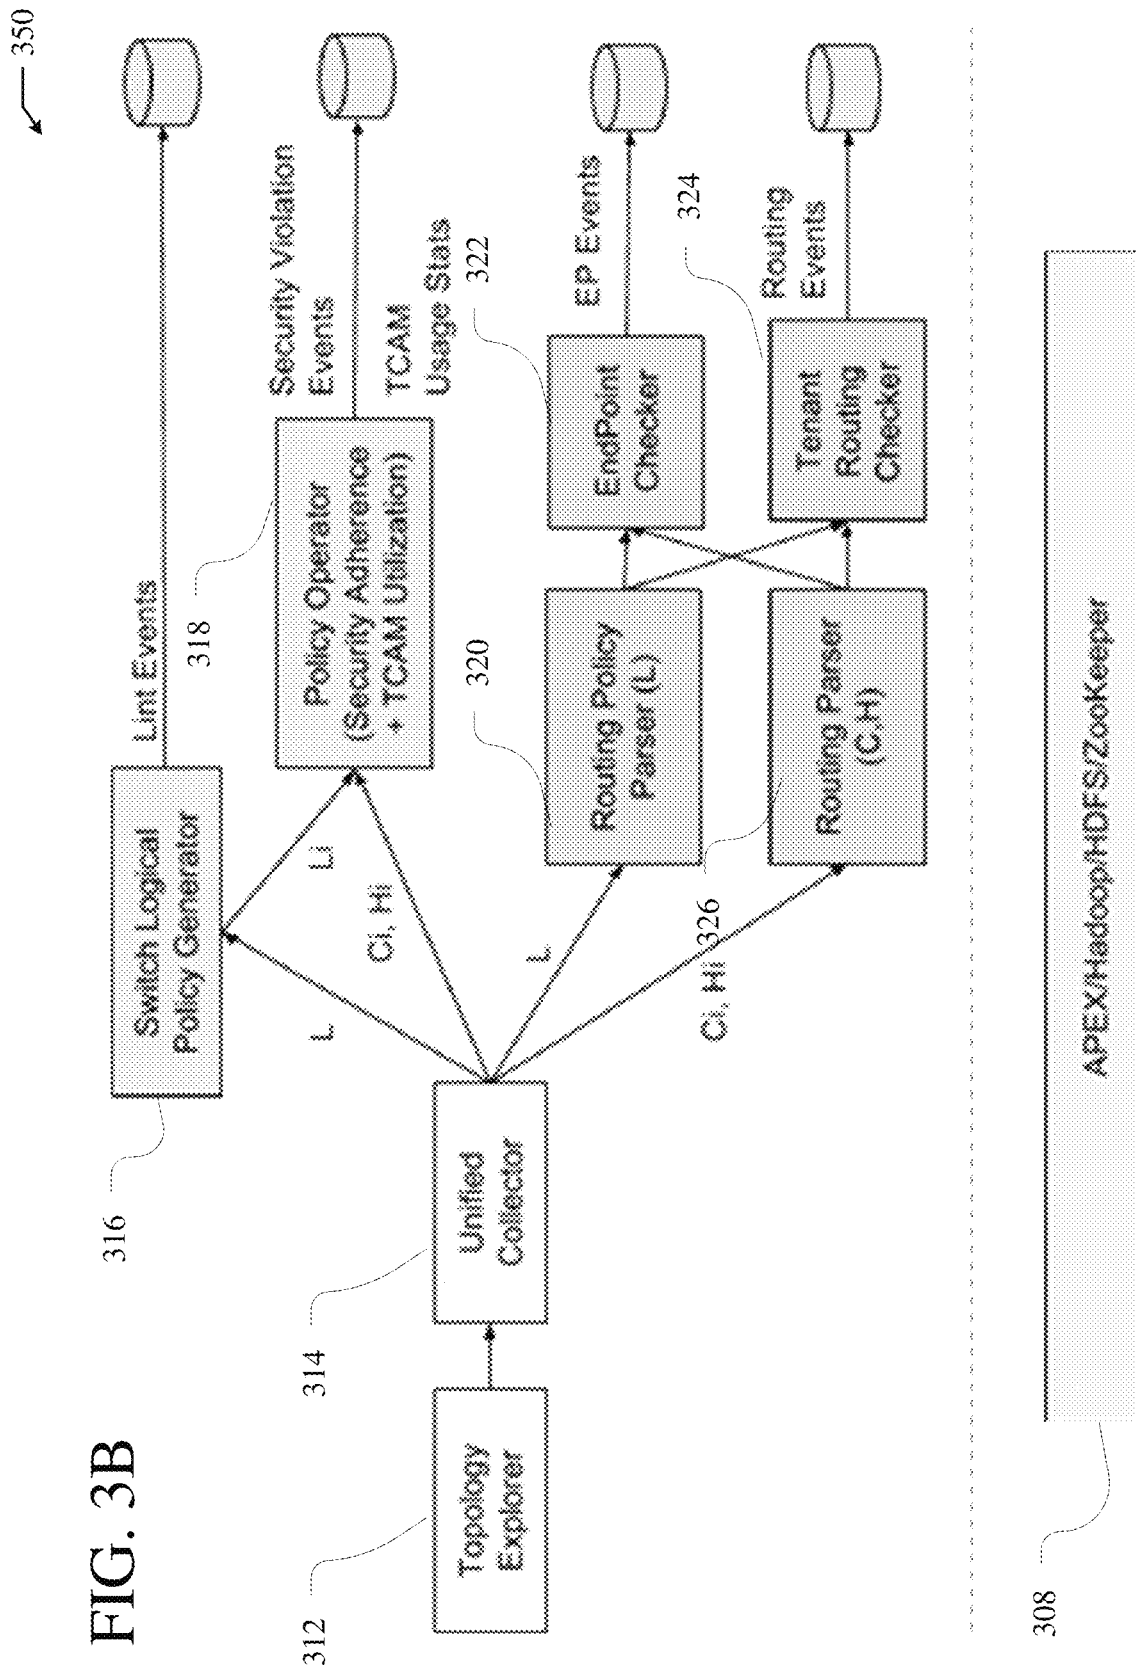 FIG. 3B
350
312
Topology
Explorer
314
Unified
Collector
316
Switch Logical
Policy Generator
Lint Events
L
Li
Ci, Hi
318
Policy Operator
(Security Adherence
+ TCAM Utilization)
Security Violation
Events
TCAM
Usage Stats
L
320
Routing Policy
Parser (L)
322
EndPoint
Checker
EP Events
Ci, Hi
326
Routing Parser
(C,H)
324
Tenant
Routing
Checker
Routing
Events
308
APEX/Hadoop/HDFS/ZooKeeper